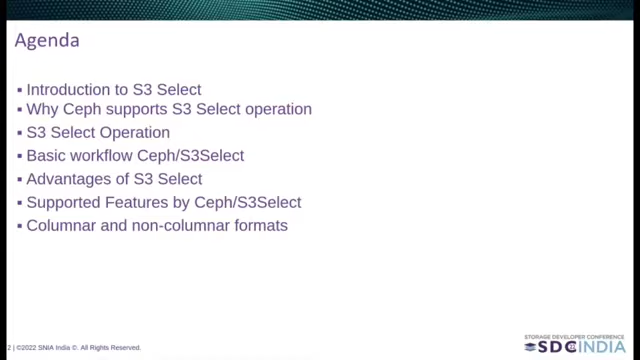 Agenda
▪ Introduction to S3 Select
▪ Why Ceph supports S3 Select operation
▪ S3 Select Operation
▪ Basic workflow Ceph/S3Select
▪ Advantages of S3 Select
▪ Supported Features by Ceph/S3Select
▪ Columnar and non-columnar formats
2 | ©2022 SNIA India ©. All Rights Reserved.
STORAGE DEVELOPER CONFERENCE
SDC INDIA